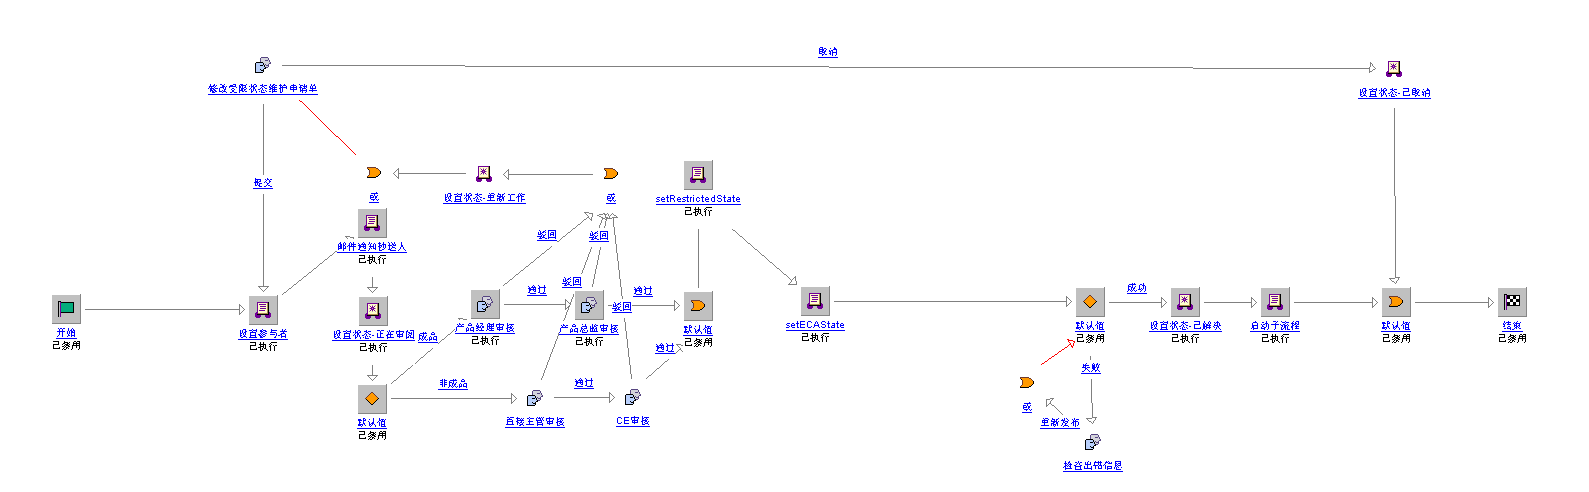 取消
修改受限状态维护申请单
设置状态-已取消
提交
或
设置状态-重新工作
或
setRestrictedState
已执行
邮件通知抄送人
已执行
驳回
驳回
驳回
驳回
开始
已参用
设置参与者
已执行
设置状态-正在审阅
已执行
成品
产品经理审核
已执行
通过
产品总监审核
已执行
通过
默认值
已参用
通过
setECAState
已执行
默认值
已参用
成功
设置状态-已解决
已执行
启动子流程
已执行
默认值
已参用
结束
已参用
默认值
已参用
非成品
直接主管审核
通过
CE审核
失败
或
重新发布
检查出错信息